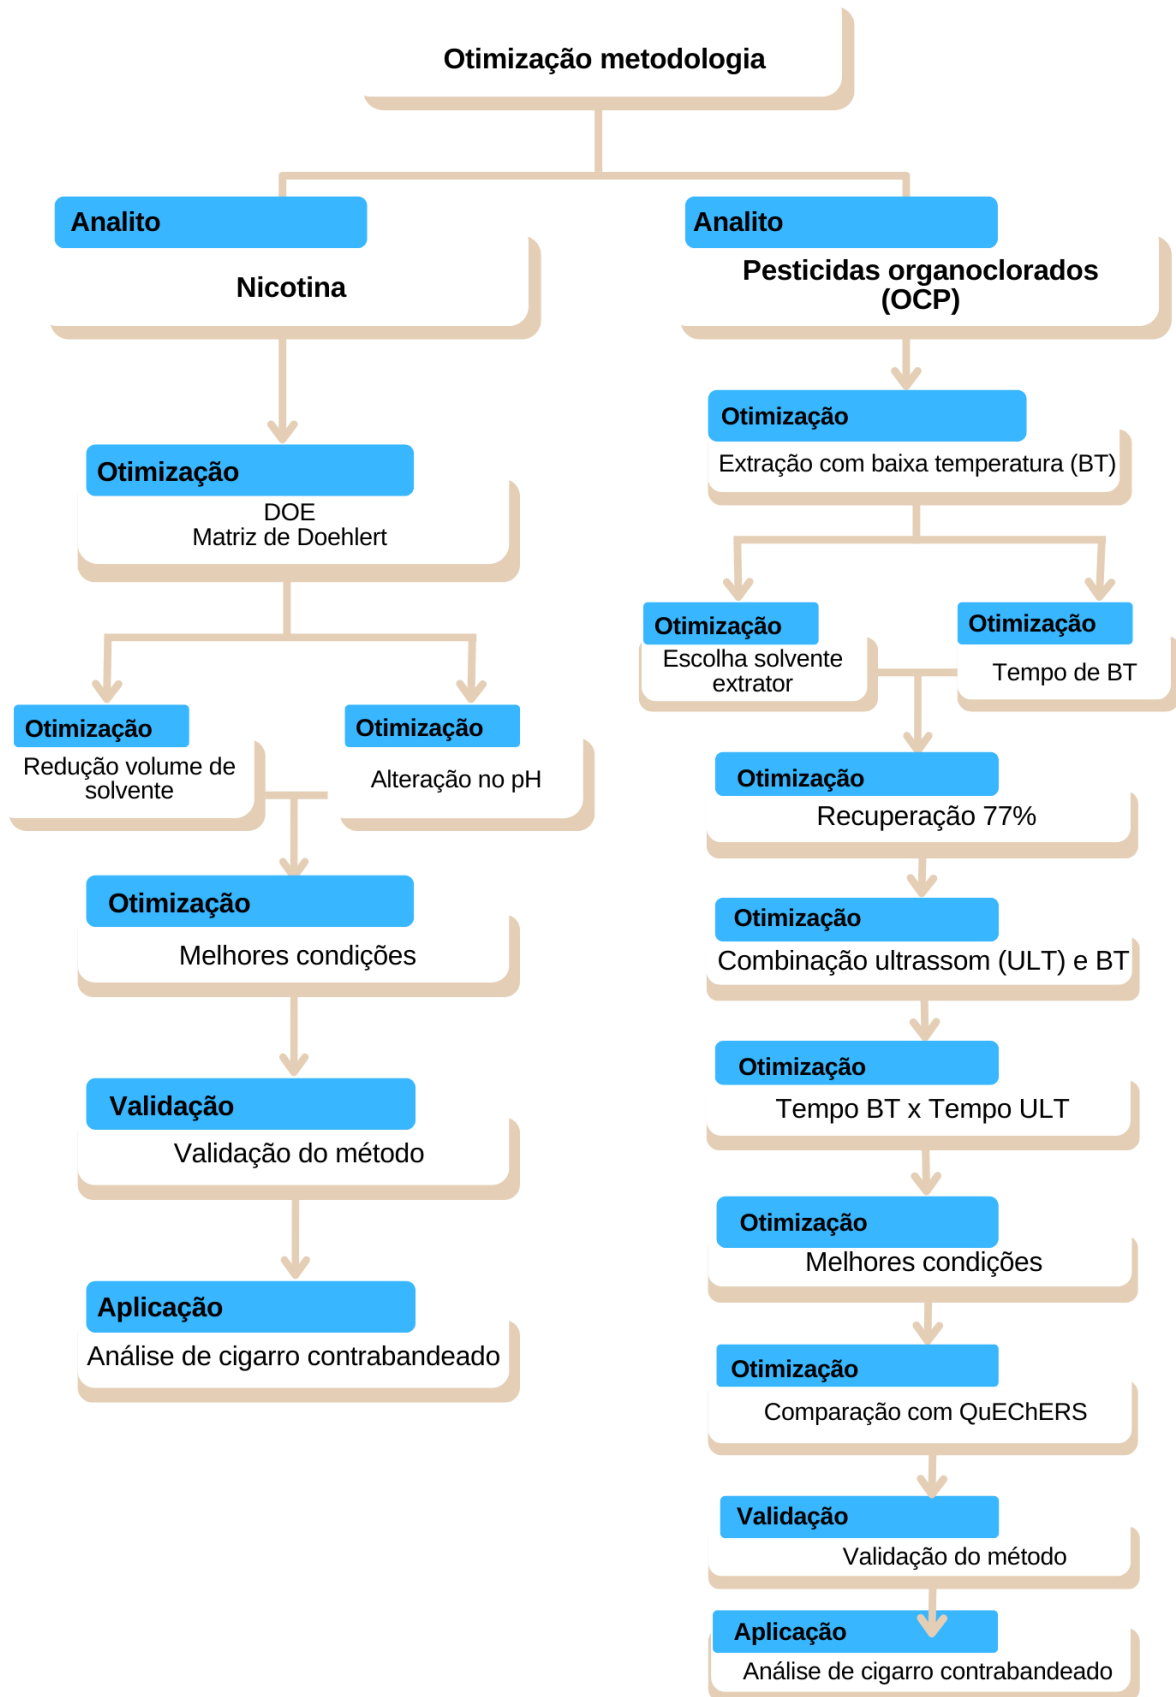 Otimização metodologia
Analito
Nicotina
Otimização
DOE
Matriz de Doehlert
Otimização
Redução volume de
solvente
Otimização
Alteração no pH
Otimização
Melhores condições
Validação
Validação do método
Aplicação
Análise de cigarro contrabandeado
Analito
Pesticidas organoclorados
(OCP)
Otimização
Extração com baixa temperatura (BT)
Otimização
Escolha solvente
extrator
Otimização
Tempo de BT
Otimização
Recuperação 77%
Otimização
Combinação ultrassom (ULT) e BT
Otimização
Tempo BT x Tempo ULT
Otimização
Melhores condições
Otimização
Comparação com QuEChERS
Validação
Validação do método
Aplicação
Análise de cigarro contrabandeado